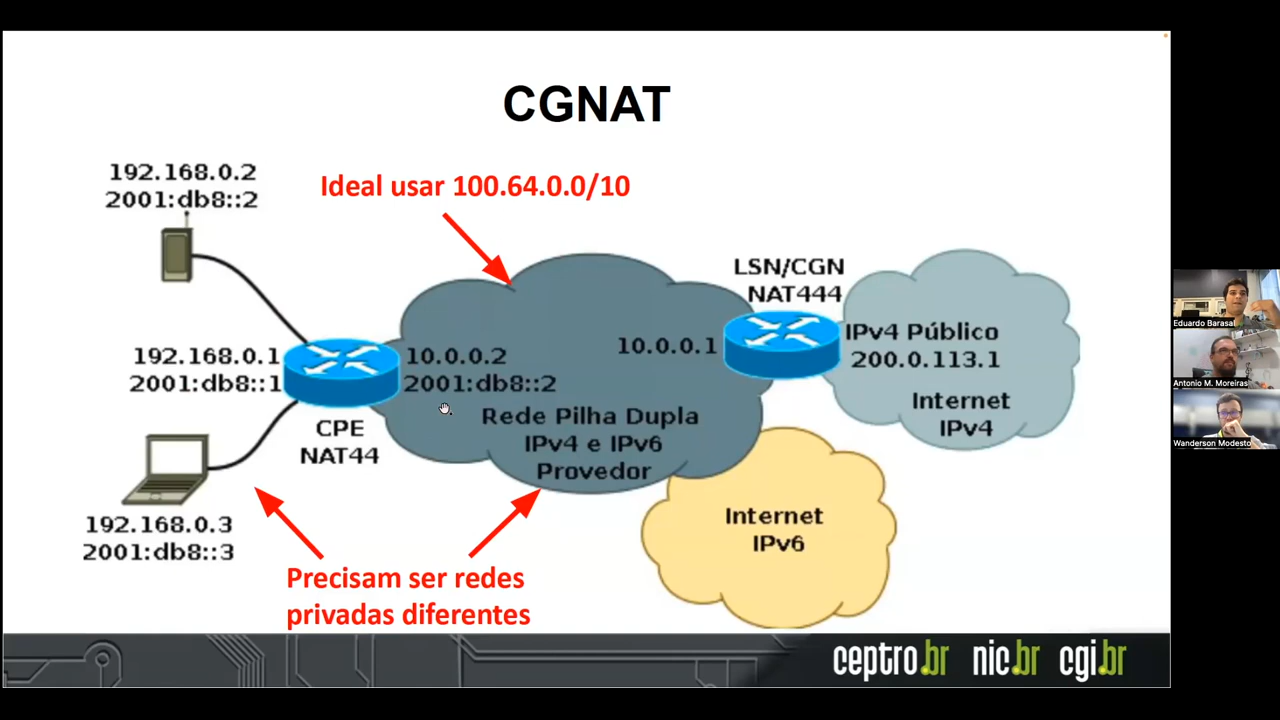 CGNAT
192.168.0.2
2001:db8::2
Ideal usar 100.64.0.0/10
LSN/CGN
NAT444
192.168.0.1
2001:db8::1
10.0.0.2
2001:db8::2
10.0.0.1
IPv4 Público
200.0.113.1
Internet
IPv4
CPE
NAT44
Rede Pilha Dupla
IPv4 e IPv6
Provedor
192.168.0.3
2001:db8::3
Internet
IPv6
Precisam ser redes
privadas diferentes
ceptro.br nic.br cgi.br
Eduardo Barasal
Antonio M. Moreiras
Wanderson Modesto